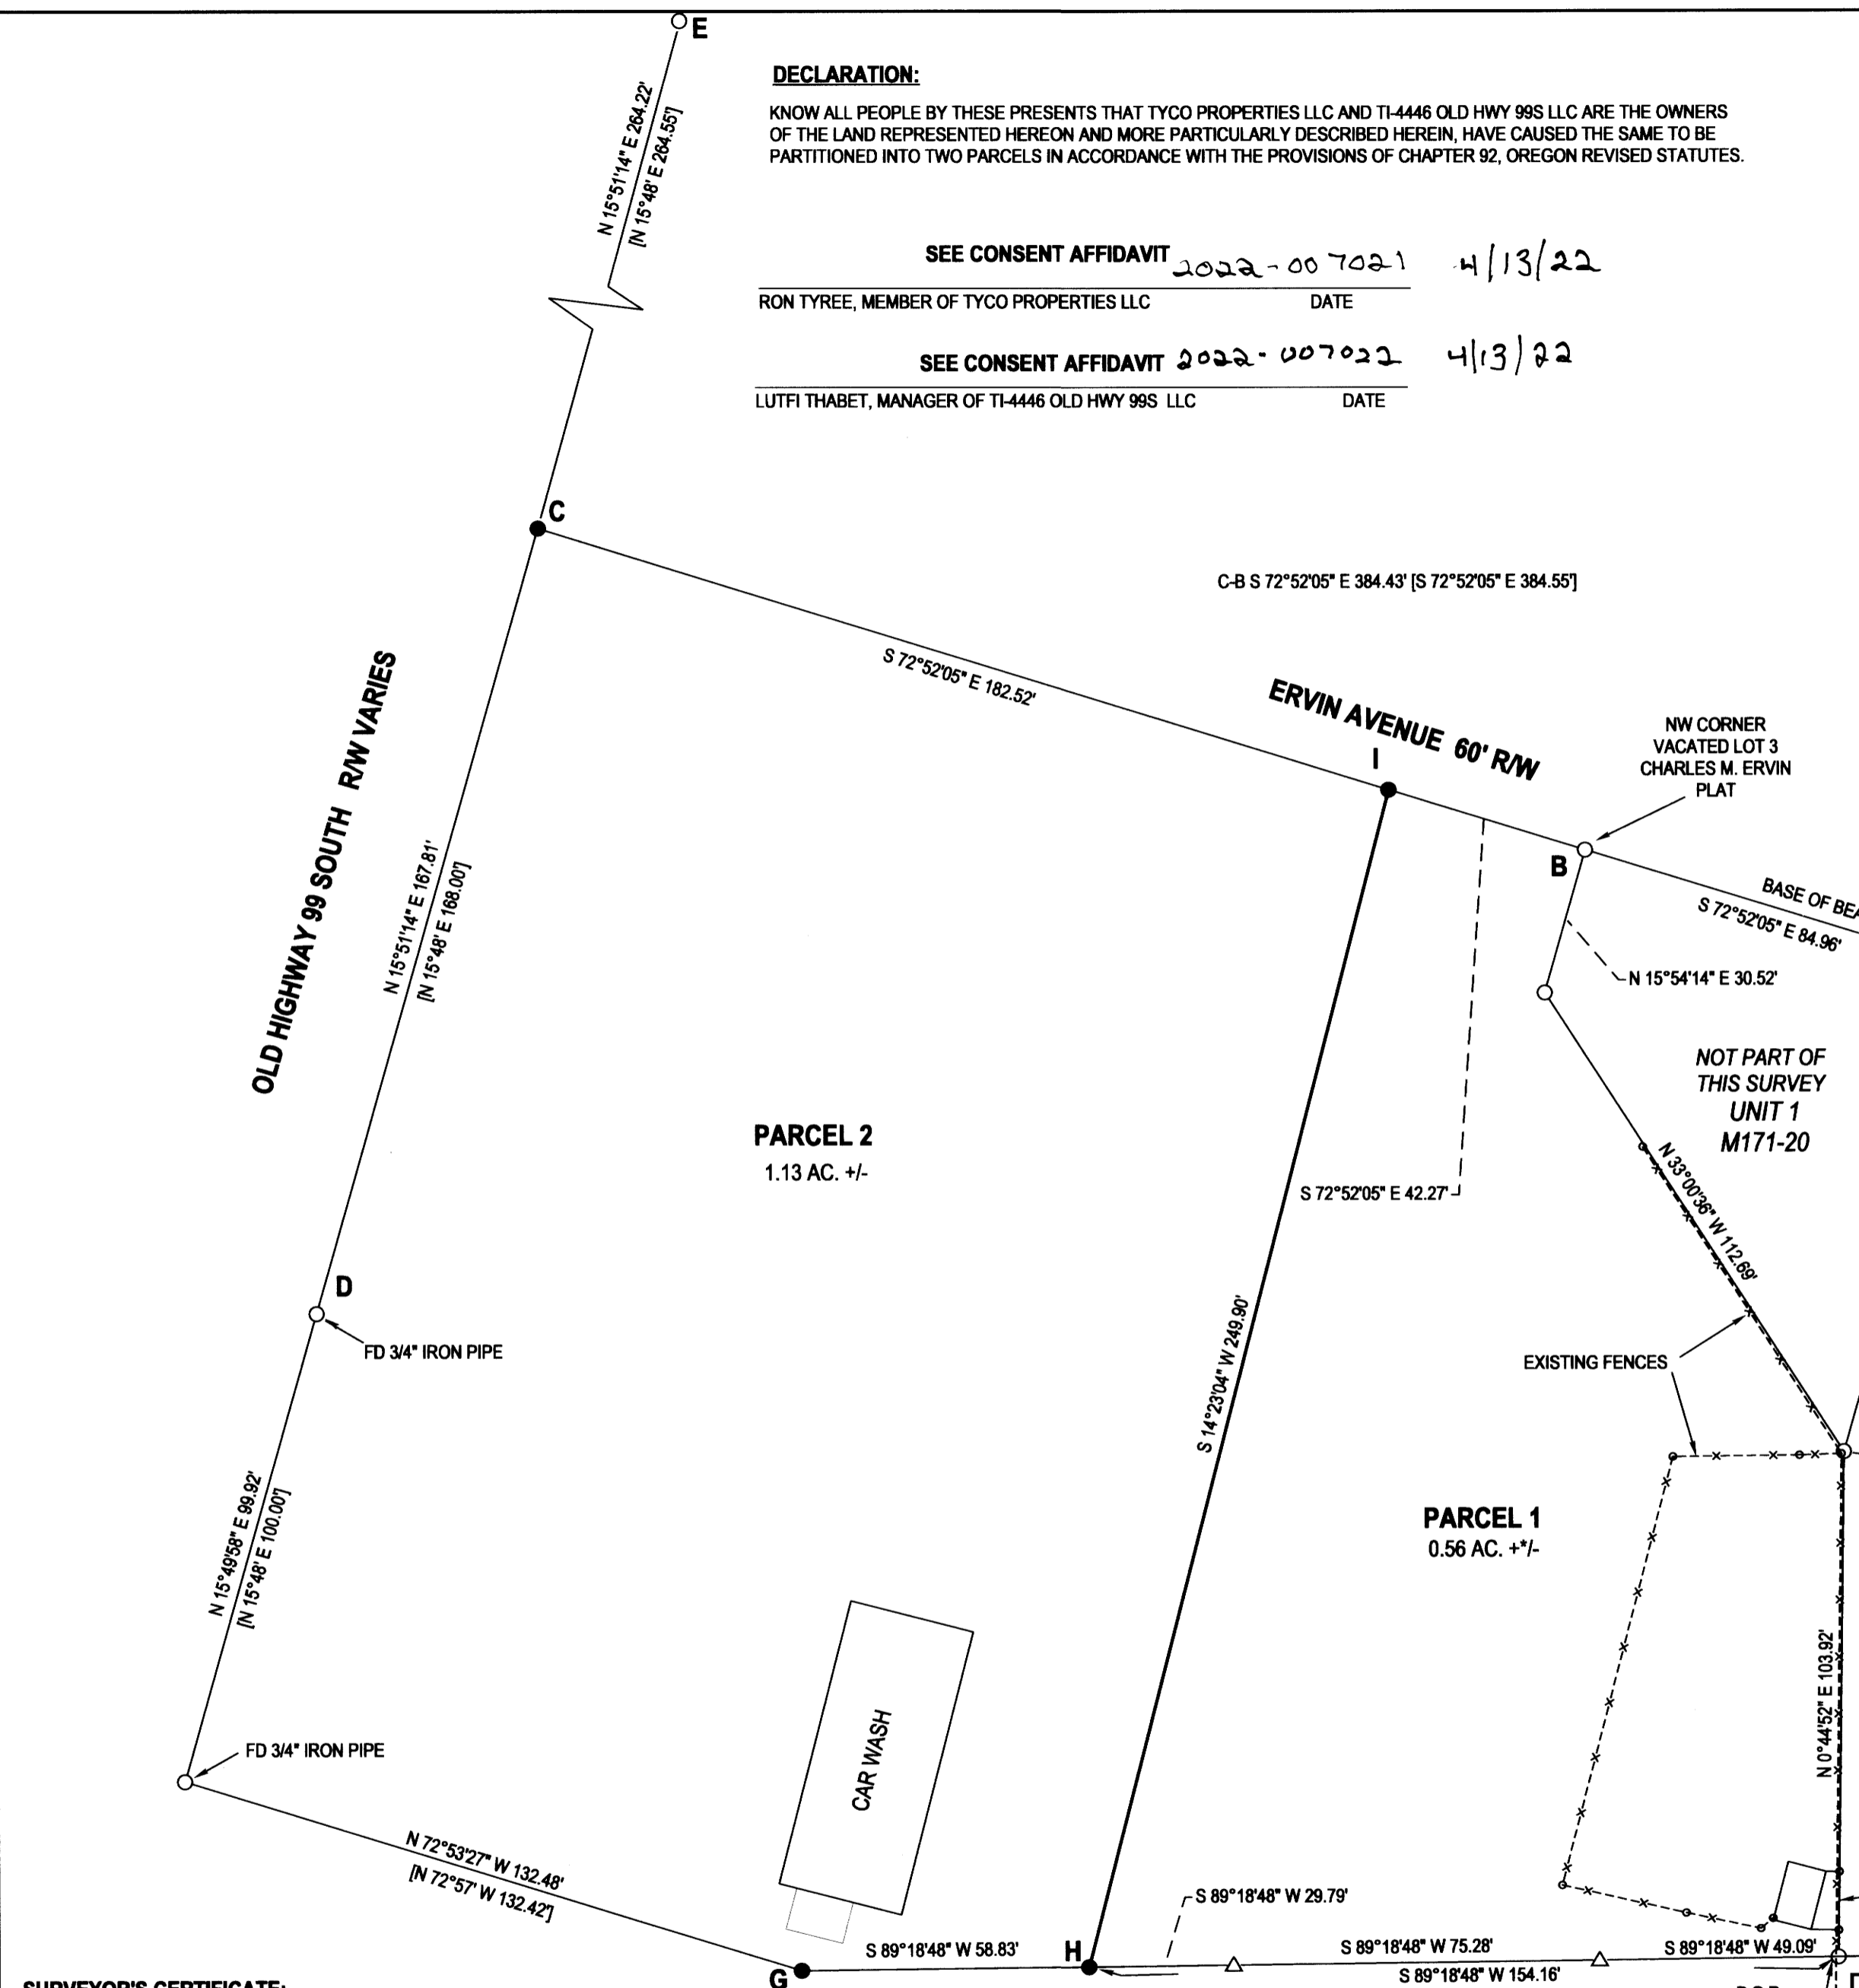 E
N 15°51'14" E 264.22'
[N 15°48' E 264.55']
DECLARATION:
KNOW ALL PEOPLE BY THESE PRESENTS THAT TYCO PROPERTIES LLC AND TI-4446 OLD HWY 99S LLC ARE THE OWNERS
OF THE LAND REPRESENTED HEREON AND MORE PARTICULARLY DESCRIBED HEREIN, HAVE CAUSED THE SAME TO BE
PARTITIONED INTO TWO PARCELS IN ACCORDANCE WITH THE PROVISIONS OF CHAPTER 92, OREGON REVISED STATUTES.
SEE CONSENT AFFIDAVIT 2022-007021 4/13/22
RON TYREE, MEMBER OF TYCO PROPERTIES LLC DATE
SEE CONSENT AFFIDAVIT 2022-007022 4/13/22
LUTFI THABET, MANAGER OF TI-4446 OLD HWY 99S LLC DATE
C
C-B S 72°52'05" E 384.43' [S 72°52'05" E 384.55']
S 72°52'05" E 182.52'
ERVIN AVENUE 60' R/W
I
NW CORNER
VACATED LOT 3
CHARLES M. ERVIN
PLAT
B
BASE OF BEA
S 72°52'05" E 84.96'
N 15°54'14" E 30.52'
OLD HIGHWAY 99 SOUTH R/W VARIES
N 15°51'14" E 167.81'
[N 15°48' E 168.00']
NOT PART OF
THIS SURVEY
UNIT 1
M171-20
PARCEL 2
1.13 AC. +/-
S 72°52'05" E 42.27'
N 33°00'36" W 112.69'
D
FD 3/4" IRON PIPE
S 14°23'04" W 249.90'
EXISTING FENCES
N 15°49'58" E 99.92'
[N 15°48' E 100.00']
PARCEL 1
0.56 AC. +*/-
N 0°44'52" E 103.92'
CAR WASH
FD 3/4" IRON PIPE
N 72°53'27" W 132.48'
[N 72°57' W 132.42']
S 89°18'48" W 29.79'
S 89°18'48" W 58.83'
H
S 89°18'48" W 75.28'
S 89°18'48" W 49.09'
S 89°18'48" W 154.16'
G
SURVEYOR'S CERTIFICATE: